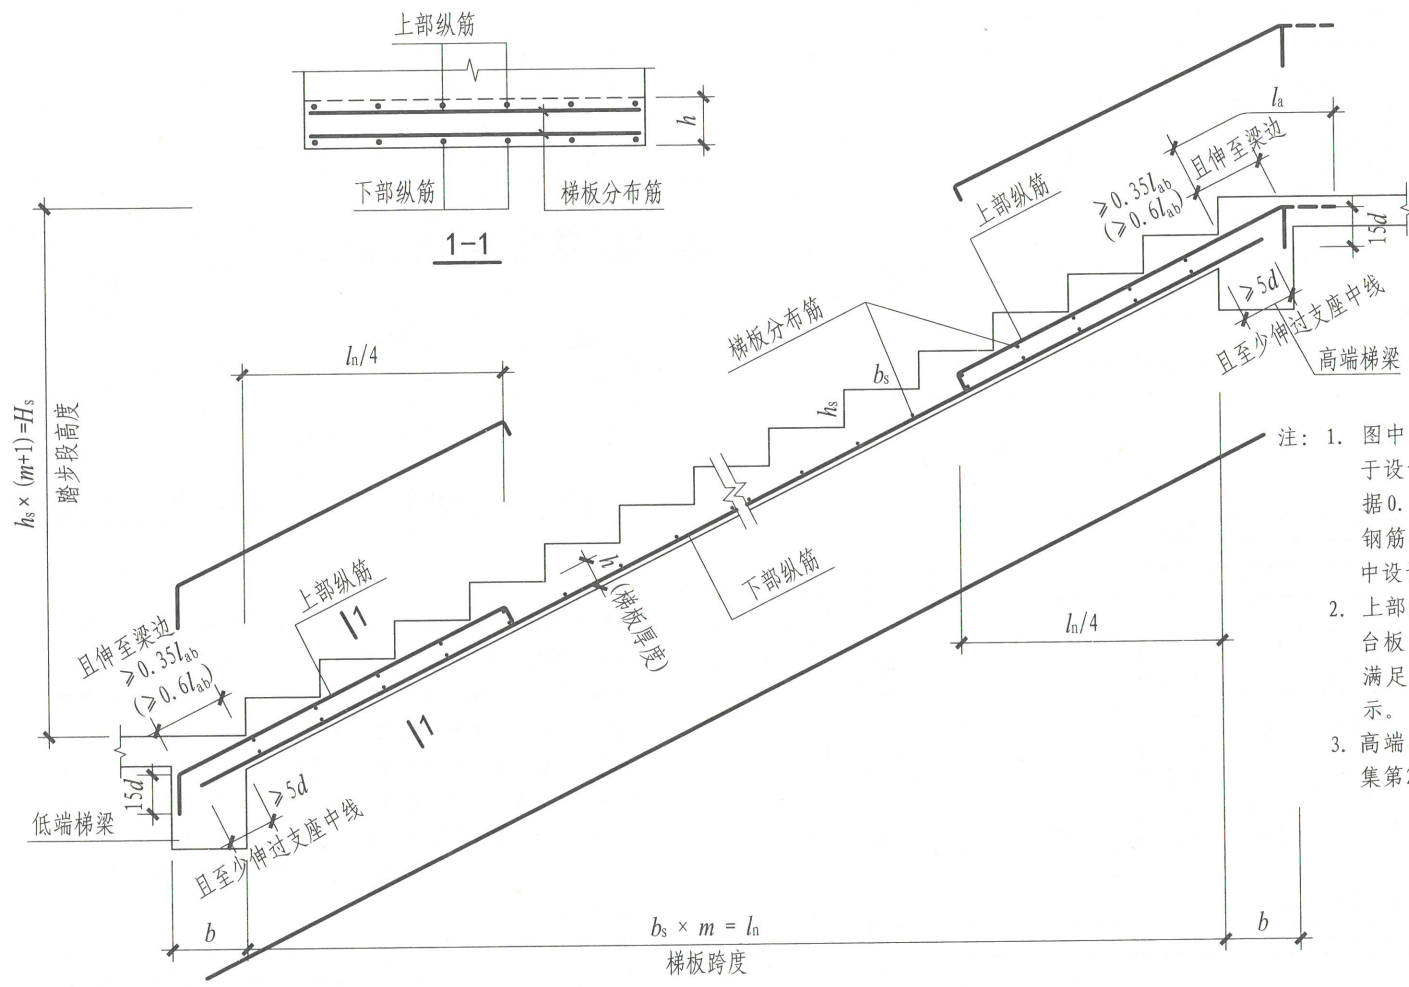 上部纵筋
h
下部纵筋
梯板分布筋
1-1
la
且伸至梁边
≥0.35lab
(≥0.6lab)
上部纵筋
15d
≥5d
且至少伸过支座中线
高端梯梁
梯板分布筋
bs
hs
ln/4
hs×(m+1)=Hs
踏步段高度
上部纵筋
1
h
(梯板厚度)
下部纵筋
ln/4
且伸至梁边
≥0.35lab
(≥0.6lab)
1
15d
≥5d
且至少伸过支座中线
低端梯梁
b
bs × m = ln
b
梯板跨度
注: 1. 图中
于设
据0.
钢筋
中设
2. 上部
台板
满足
示。
3. 高端
集第2